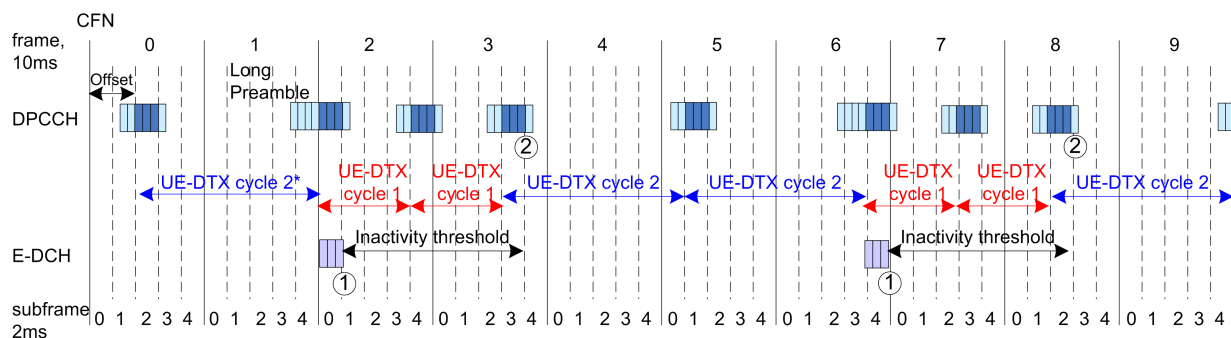 CFN
frame,
10ms
0 1 2 3 4 5 6 7 8 9
Offset
Long
Preamble
DPCCH
2
2
UE-DTX cycle 2*
UE-DTX
cycle 1
UE-DTX
cycle 1
UE-DTX cycle 2
UE-DTX cycle 2
UE-DTX
cycle 1
UE-DTX
cycle 1
UE-DTX cycle 2
Inactivity threshold
Inactivity threshold
E-DCH
1
1
subframe
2ms
0 1 2 3 4 0 1 2 3 4 0 1 2 3 4 0 1 2 3 4 0 1 2 3 4 0 1 2 3 4 0 1 2 3 4 0 1 2 3 4 0 1 2 3 4 0 1 2 3 4